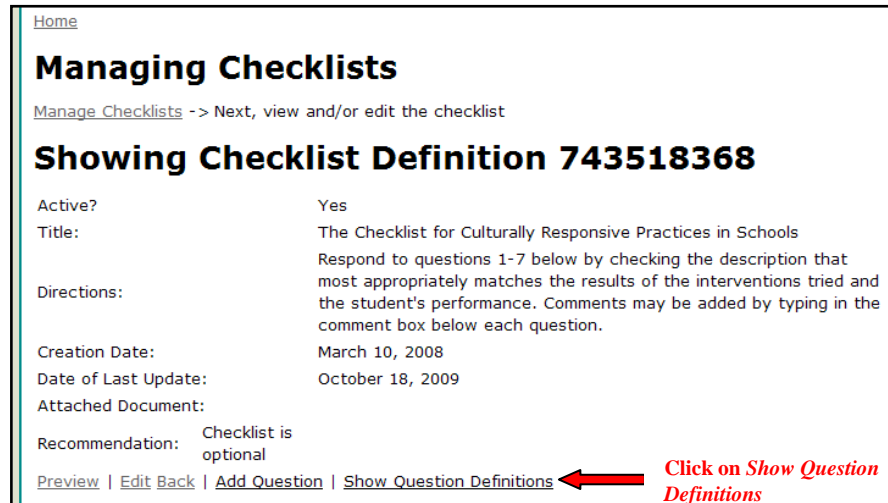 Home
Managing Checklists
Manage Checklists -> Next, view and/or edit the checklist
Showing Checklist Definition 743518368
Active? Yes
Title: The Checklist for Culturally Responsive Practices in Schools
Directions: Respond to questions 1-7 below by checking the description that
most appropriately matches the results of the interventions tried and
the student's performance. Comments may be added by typing in the
comment box below each question.
Creation Date: March 10, 2008
Date of Last Update: October 18, 2009
Attached Document:
Recommendation: Checklist is
optional
Preview | Edit Back | Add Question | Show Question Definitions
Click on Show Question
Definitions